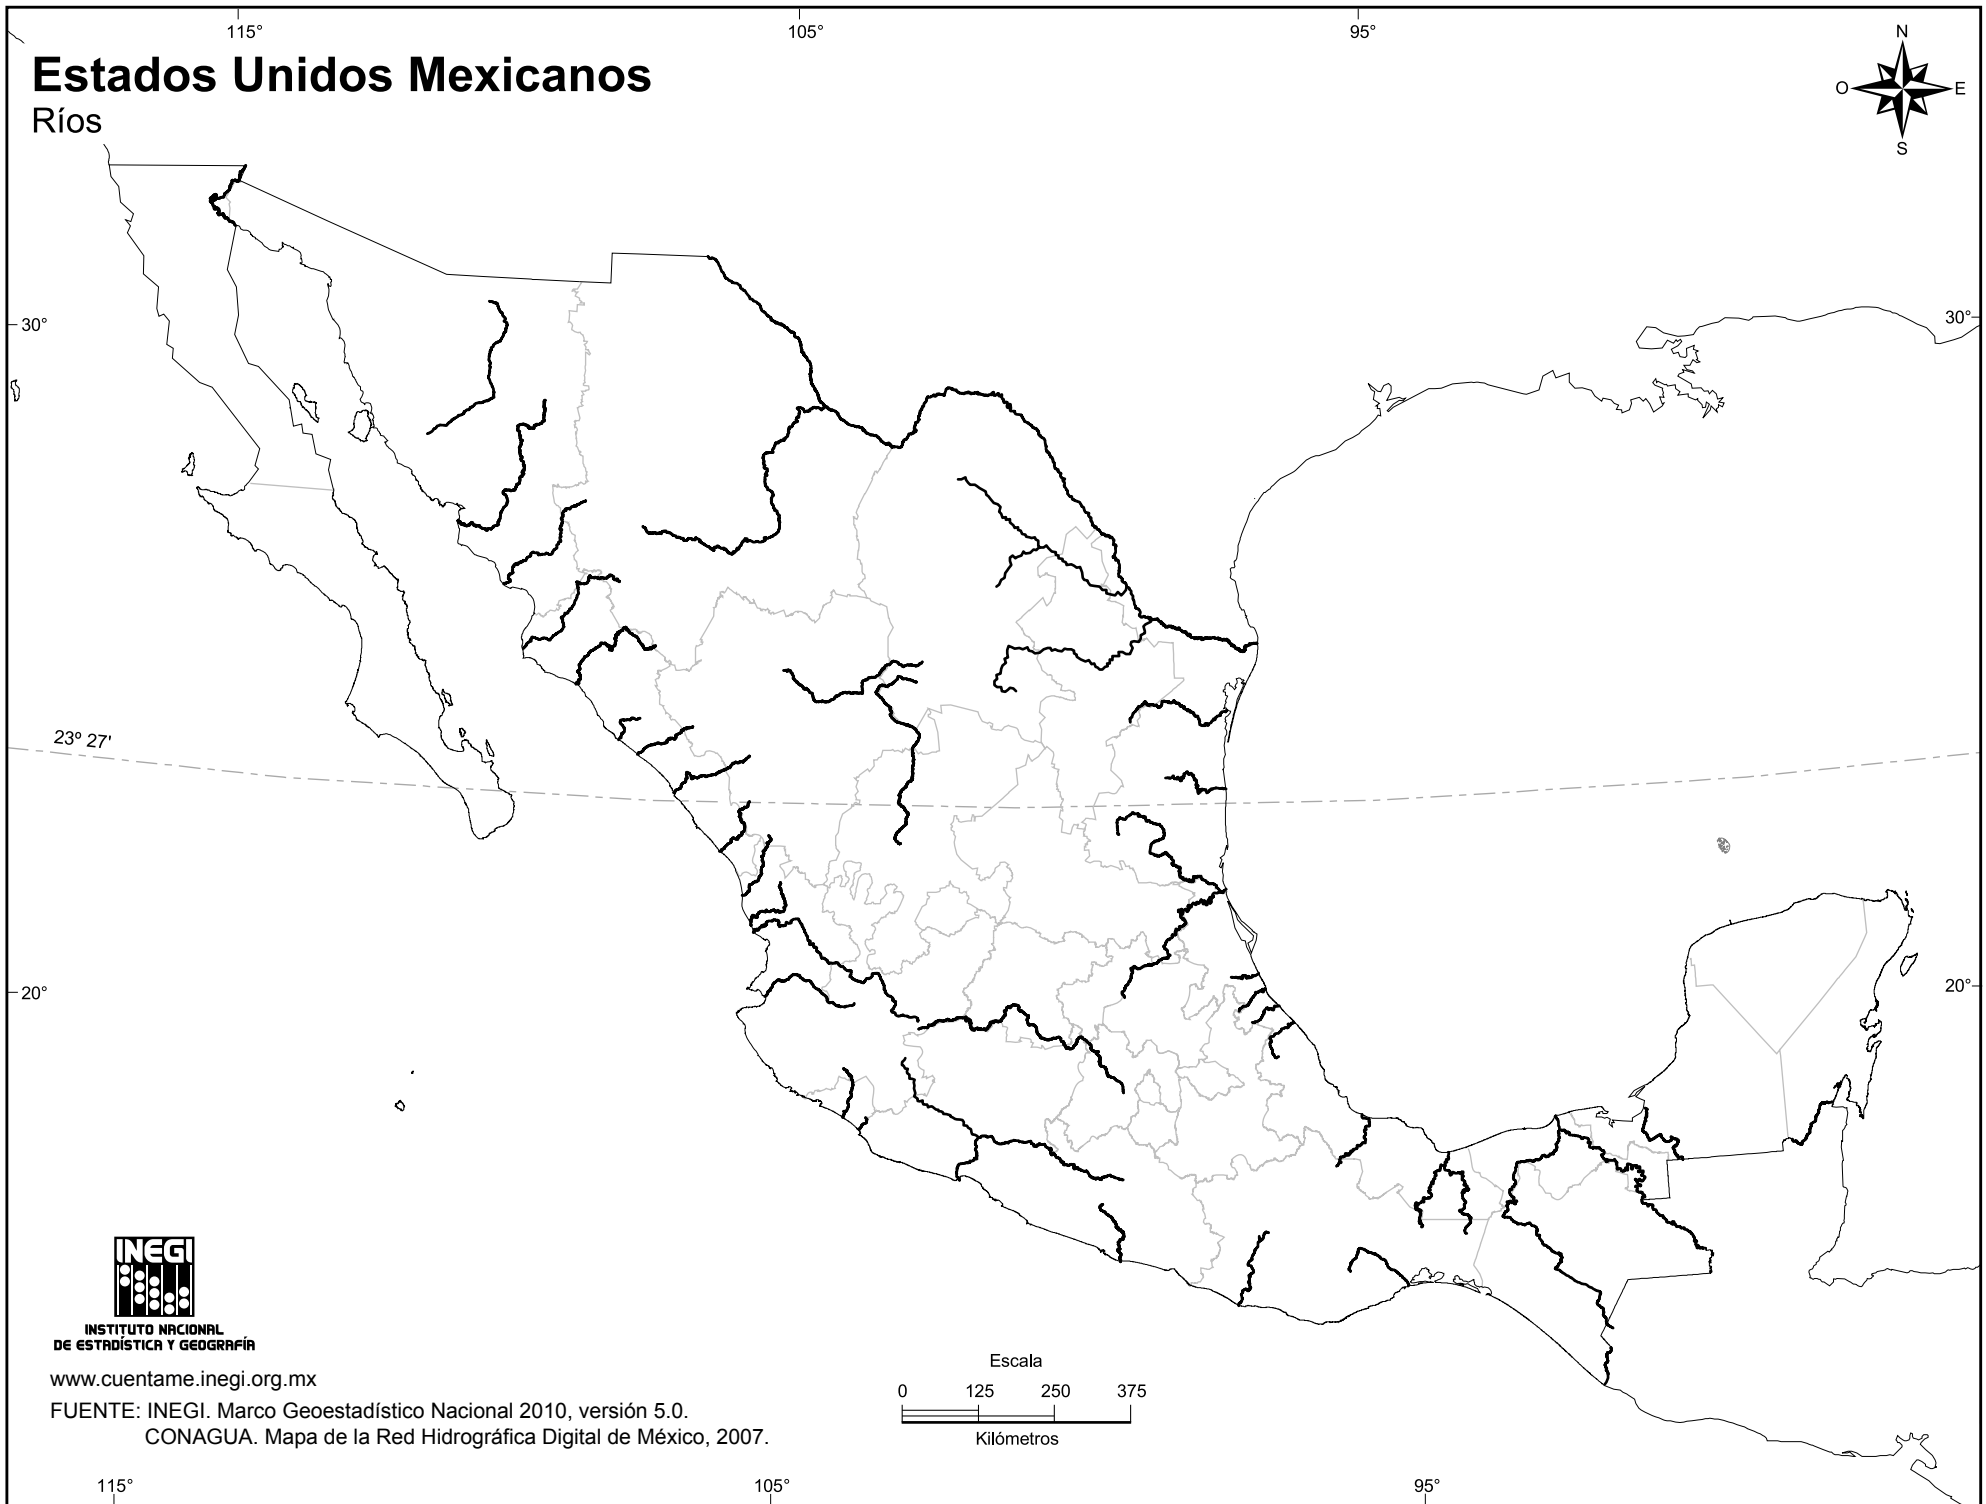 115°
105°
95°
N
O
E
S
Estados Unidos Mexicanos
Ríos
30°
30°
23º 27'
20°
20°
INEGI
INSTITUTO NACIONAL
DE ESTADÍSTICA Y GEOGRAFÍA
www.cuentame.inegi.org.mx
FUENTE: INEGI. Marco Geoestadístico Nacional 2010, versión 5.0.
CONAGUA. Mapa de la Red Hidrográfica Digital de México, 2007.
Escala
0 125 250 375
Kilómetros
115°
105°
95°